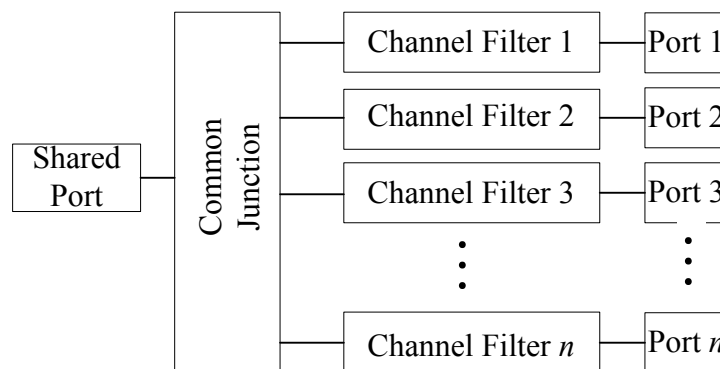 Shared
Port
Common
Junction
Channel Filter 1
Port 1
Channel Filter 2
Port 2
Channel Filter 3
Port 3
Channel Filter n
Port n